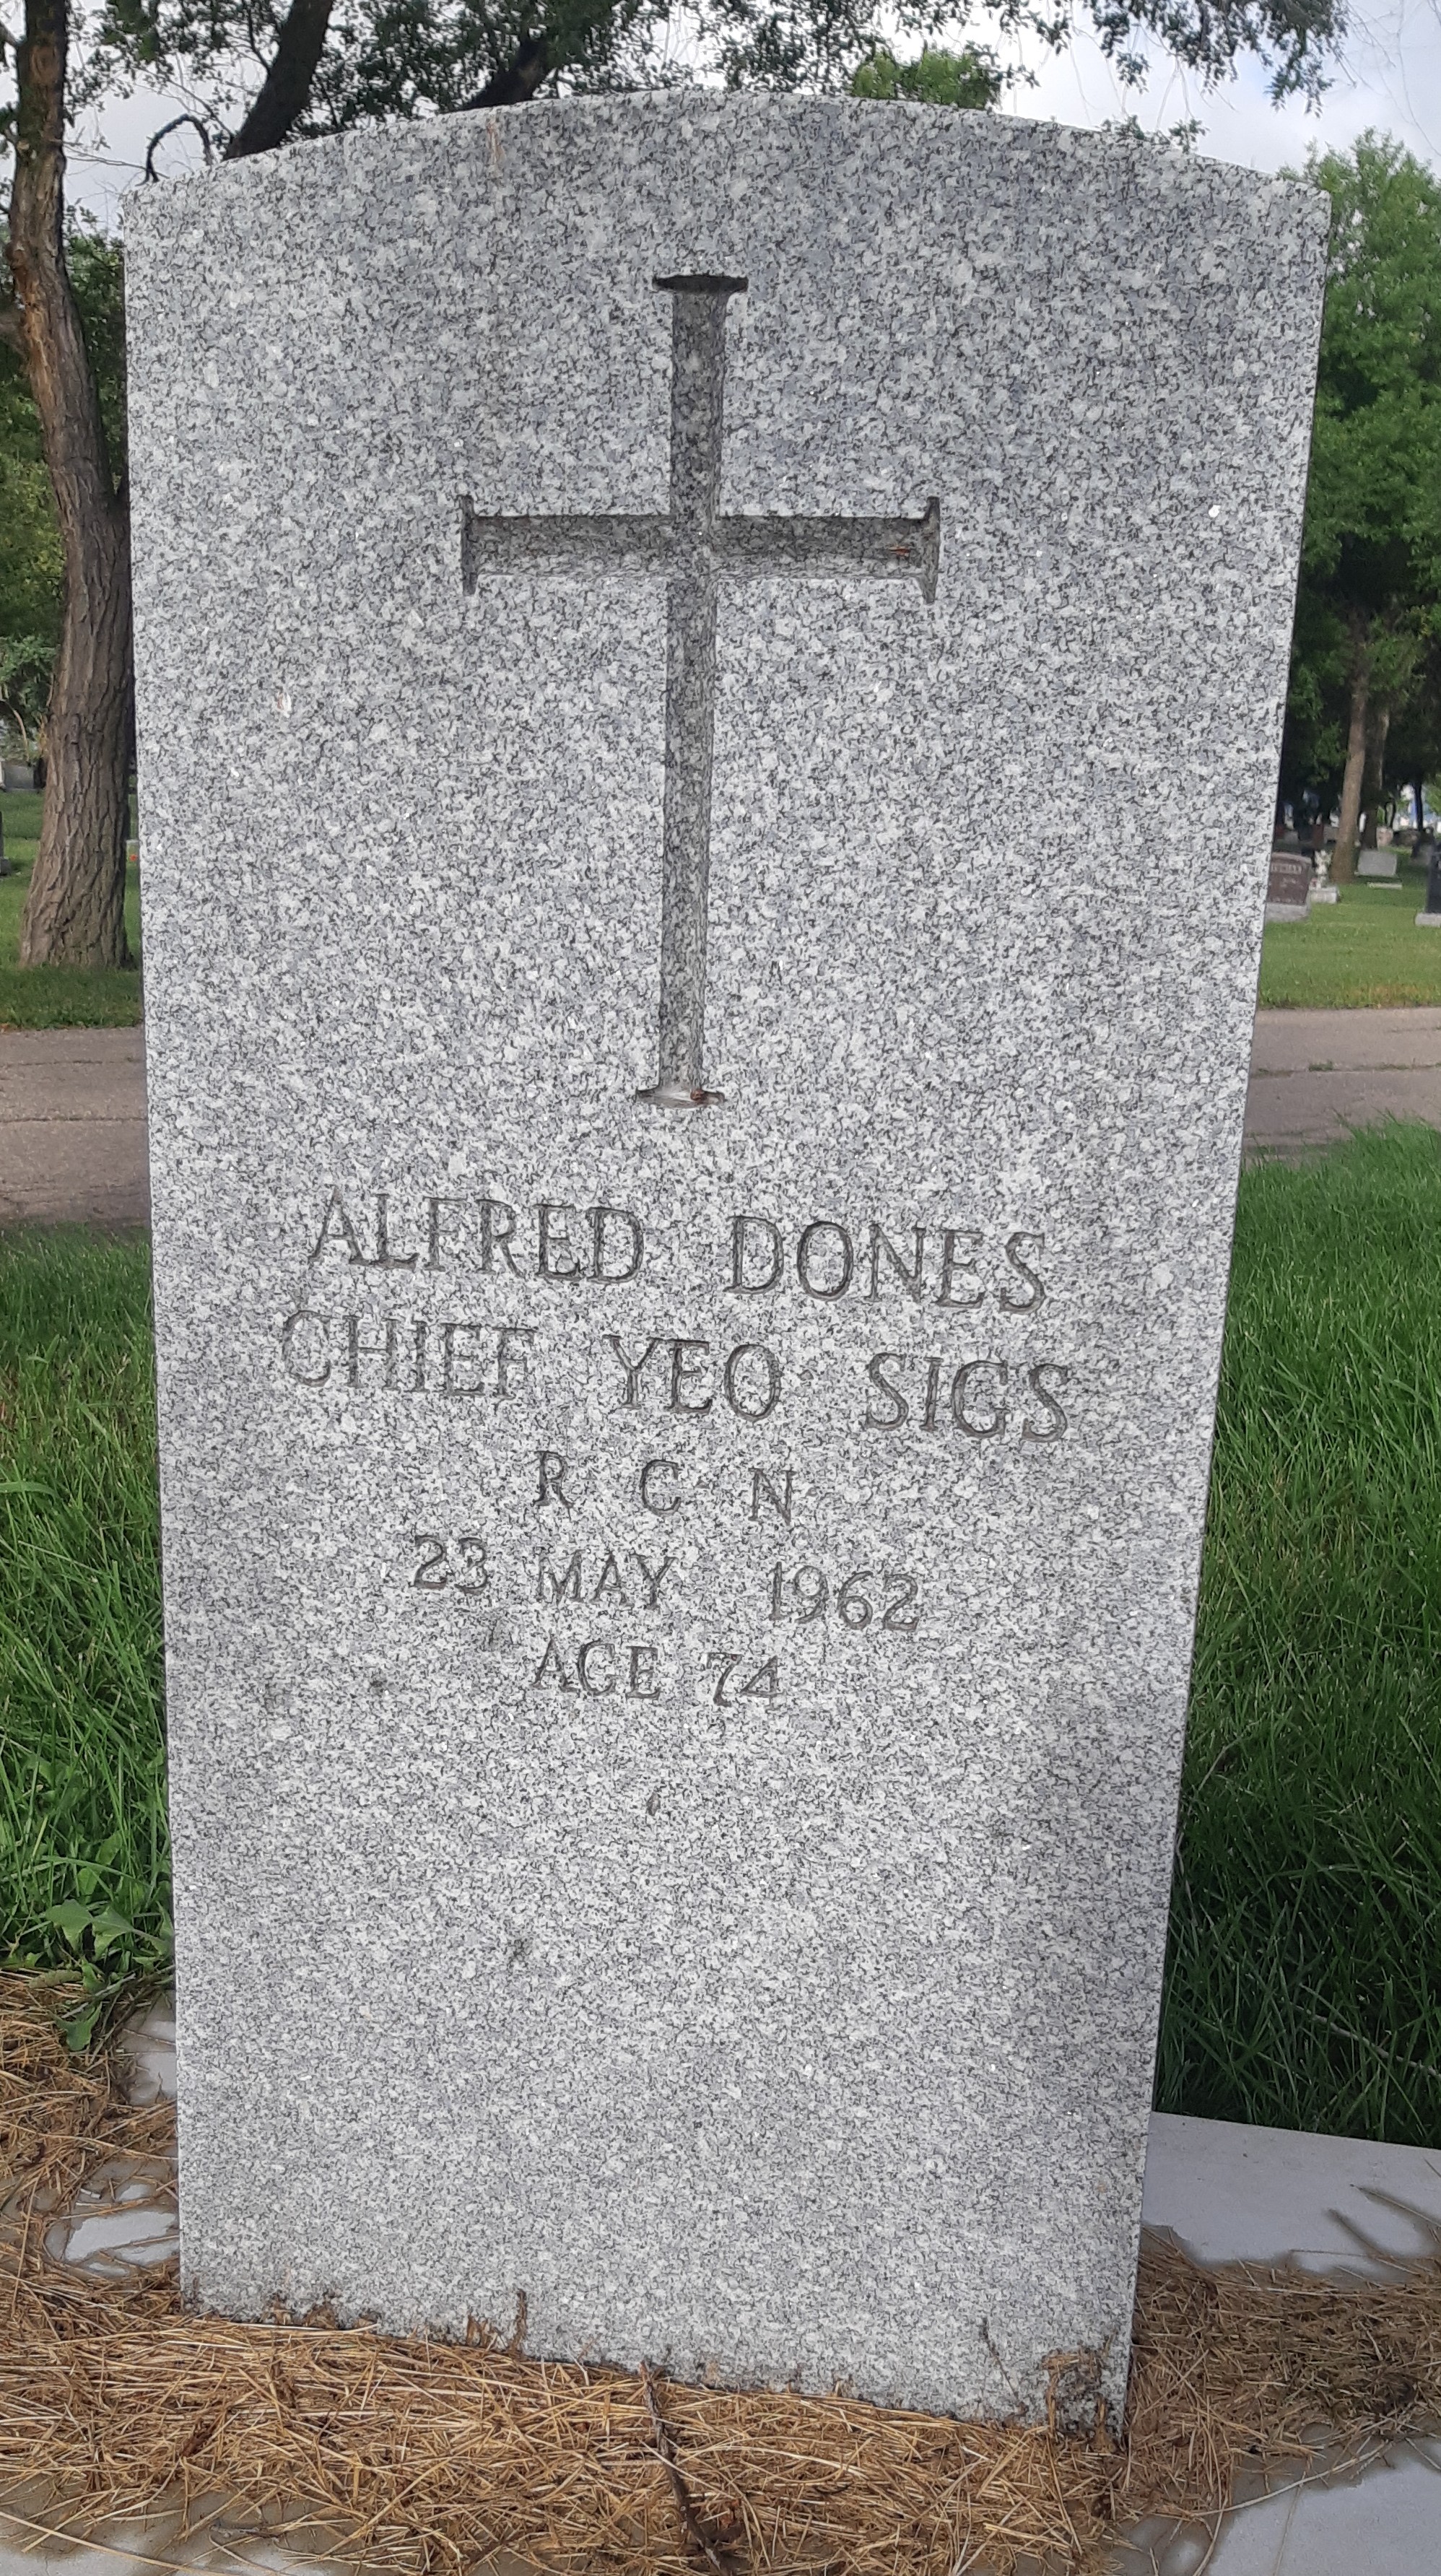 ALFRED DONES
CHIEF YEO SIGS
R C N
23 MAY 1962
AGE 74